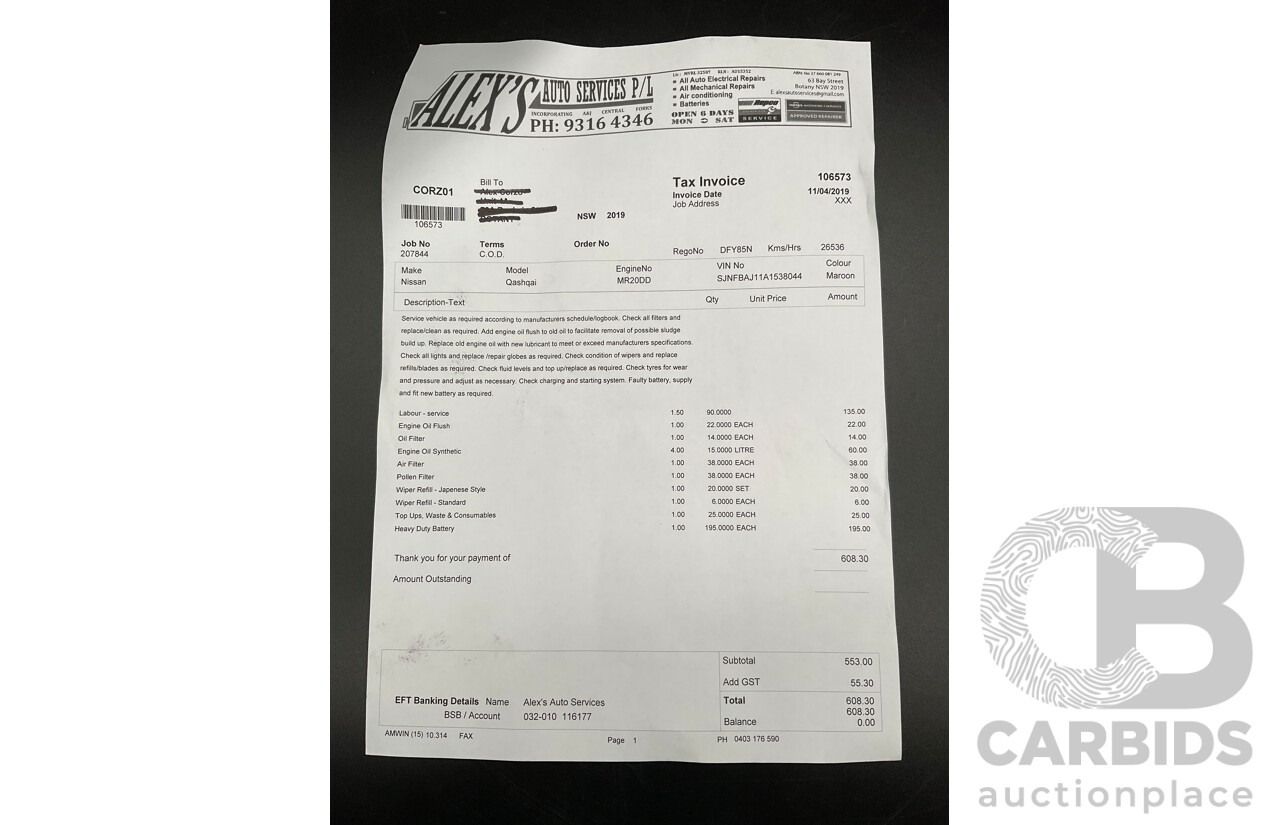 ALEX'S AUTO SERVICES P/L
INCORPORATING A&J CENTRAL FORKS
PH: 9316 4346
Lic: MVRL 32507 RLN: AU35352
All Auto Electrical Repairs
All Mechanical Repairs
Air conditioning
Batteries
OPEN 6 DAYS
MON SAT
Repco
SERVICE
APPROVED REPAIRER
63 Bay Street
Botany NSW 2019
E: alexsautoservices@gmail.com
CORZ01
106573
Bill To
NSW 2019
Tax Invoice 106573
Invoice Date 11/04/2019
Job Address XXX
Job No Terms Order No
207844 C.O.D.
RegoNo DFY85N Kms/Hrs 26536
Make Model EngineNo VIN No Colour
Nissan Qashqai MR20DD SJNFBAJ11A1538044 Maroon
Description-Text Qty Unit Price Amount
Service vehicle as required according to manufacturers schedule/logbook. Check all filters and
replace/clean as required. Add engine oil flush to old oil to facilitate removal of possible sludge
build up. Replace old engine oil with new lubricant to meet or exceed manufacturers specifications.
Check all lights and replace /repair globes as required. Check condition of wipers and replace
refills/blades as required. Check fluid levels and top up/replace as required. Check tyres for wear
and pressure and adjust as necessary. Check charging and starting system. Faulty battery, supply
and fit new battery as required.
Labour - service 1.50 90.0000 135.00
Engine Oil Flush 1.00 22.0000 EACH 22.00
Oil Filter 1.00 14.0000 EACH 14.00
Engine Oil Synthetic 4.00 15.0000 LITRE 60.00
Air Filter 1.00 38.0000 EACH 38.00
Pollen Filter 1.00 38.0000 EACH 38.00
Wiper Refill - Japenese Style 1.00 20.0000 SET 20.00
Wiper Refill - Standard 1.00 6.0000 EACH 6.00
Top Ups, Waste & Consumables 1.00 25.0000 EACH 25.00
Heavy Duty Battery 1.00 195.0000 EACH 195.00
Thank you for your payment of 608.30
Amount Outstanding
Subtotal 553.00
Add GST 55.30
Total 608.30
608.30
Balance 0.00
EFT Banking Details Name Alex's Auto Services
BSB / Account 032-010 116177
AMWIN (15) 10.314 FAX Page 1 PH 0403 176 590
CB
CARBIDS
auctionplace